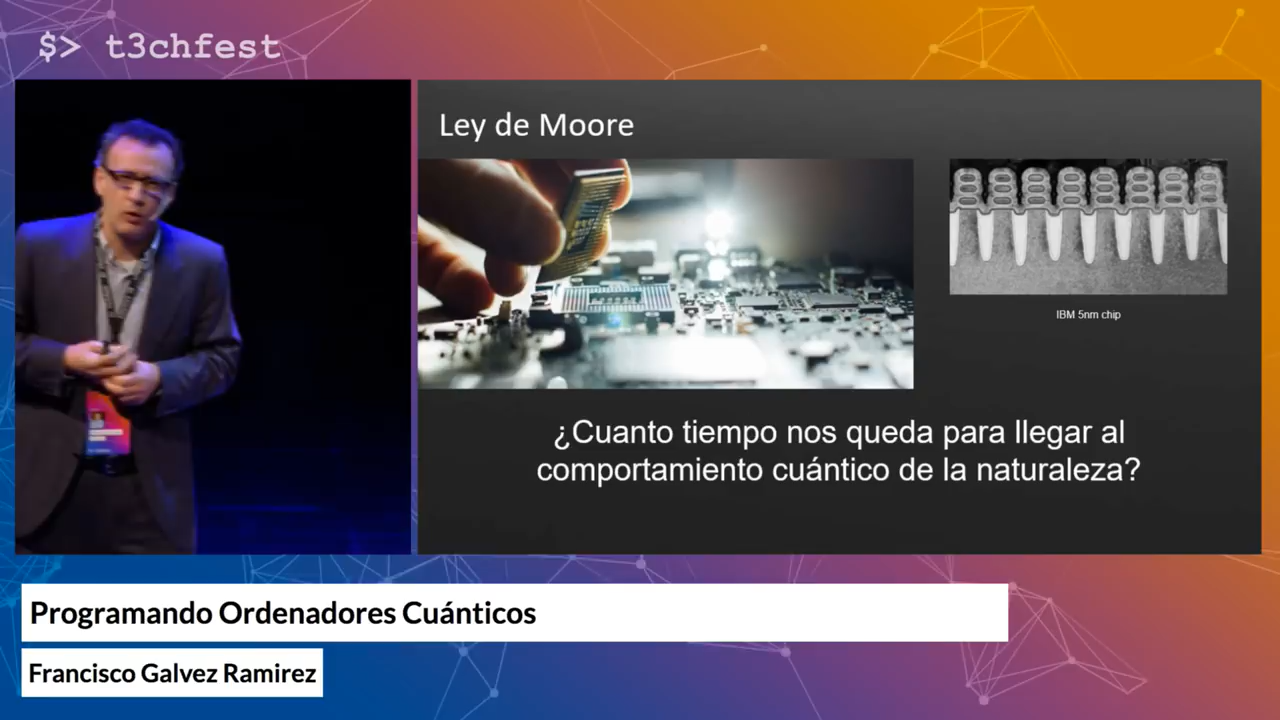 $> t3chfest
Ley de Moore
IBM 5nm chip
¿Cuanto tiempo nos queda para llegar al
comportamiento cuántico de la naturaleza?
Programando Ordenadores Cuánticos
Francisco Galvez Ramirez